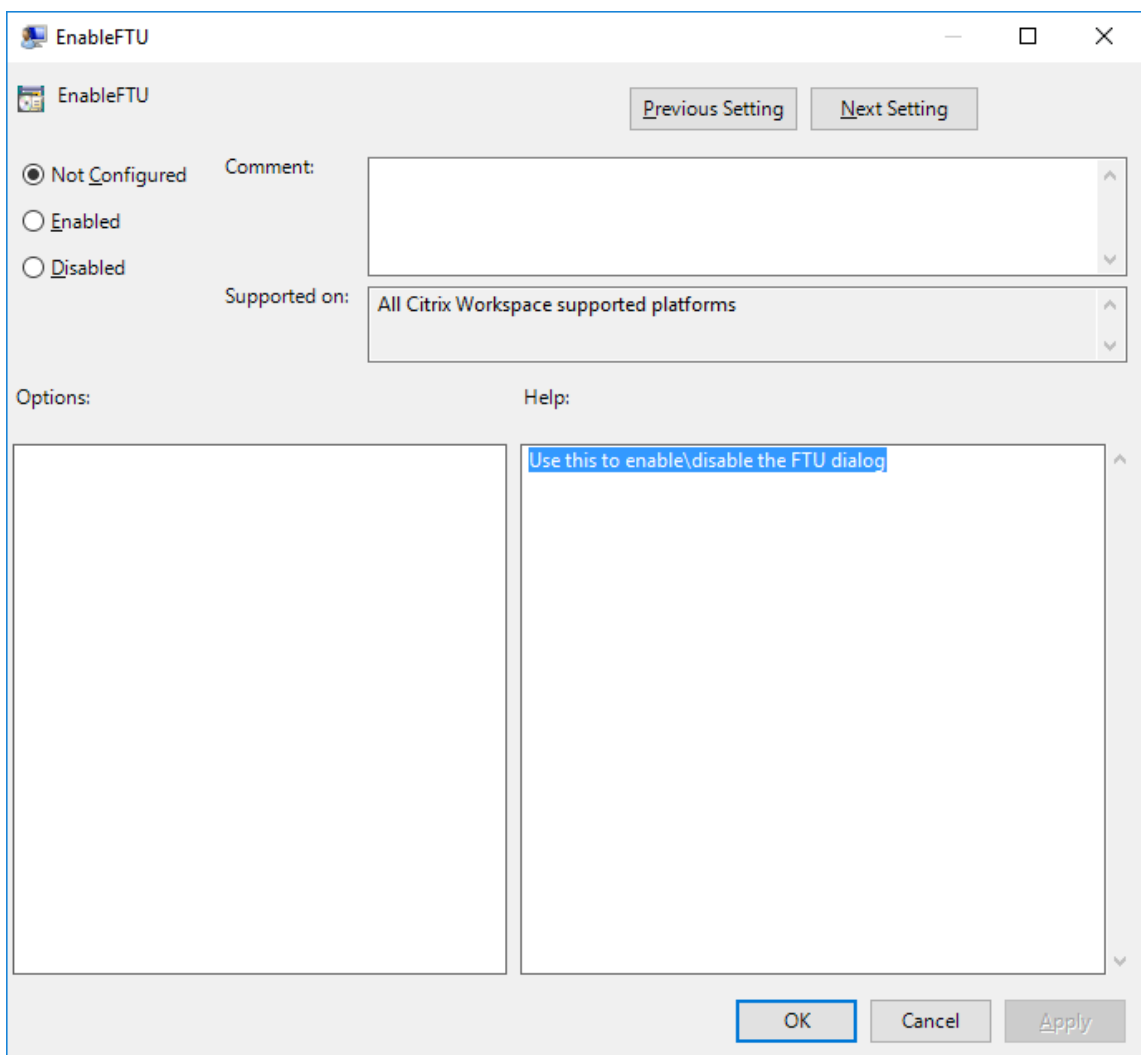 EnableFTU
EnableFTU
Previous Setting
Next Setting
Not Configured
Comment:
Enabled
Disabled
Supported on:
All Citrix Workspace supported platforms
Options:
Help:
Use this to enable\disable the FTU dialog
OK
Cancel
Apply